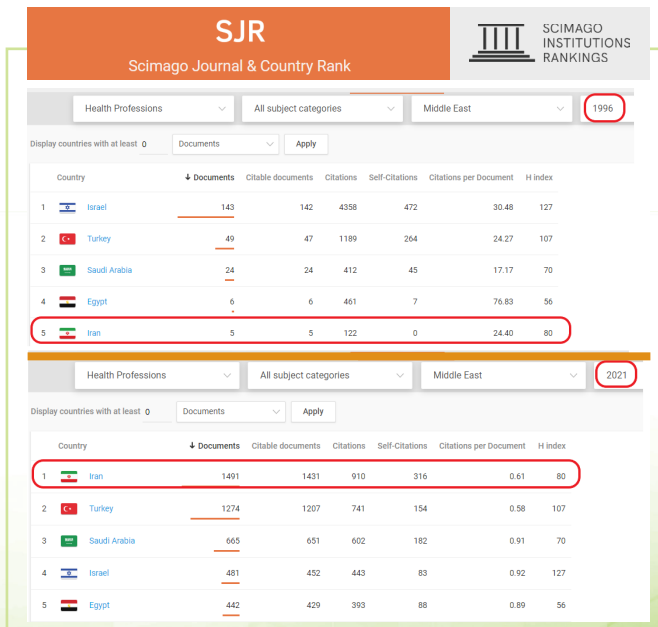 SJR
Scimago Journal & Country Rank
SCIMAGO
INSTITUTIONS
RANKINGS
Health Professions All subject categories Middle East 1996
Display countries with at least 0 Documents Apply
Country Documents Citable documents Citations Self-Citations Citations per Document H index
1 Israel 143 142 4358 472 30.48 127
2 Turkey 49 47 1189 264 24.27 107
3 Saudi Arabia 24 24 412 45 17.17 70
4 Egypt 6 6 461 7 76.83 56
5 Iran 5 5 122 0 24.40 80
Health Professions All subject categories Middle East 2021
Display countries with at least 0 Documents Apply
Country Documents Citable documents Citations Self-Citations Citations per Document H index
1 Iran 1491 1431 910 316 0.61 80
2 Turkey 1274 1207 741 154 0.58 107
3 Saudi Arabia 665 651 602 182 0.91 70
4 Israel 481 452 443 83 0.92 127
5 Egypt 442 429 393 88 0.89 56